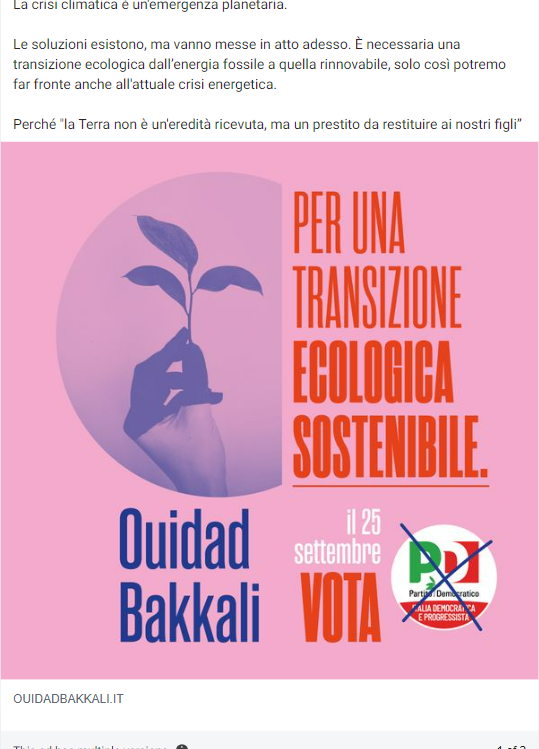 La crisi climatica è un'emergenza planetaria.
Le soluzioni esistono, ma vanno messe in atto adesso. È necessaria una
transizione ecologica dall'energia fossile a quella rinnovabile, solo così potremo
far fronte anche all'attuale crisi energetica.
Perché "la Terra non è un'eredità ricevuta, ma un prestito da restituire ai nostri figli"
PER UNA
TRANSIZIONE
ECOLOGICA
SOSTENIBILE.
Ouidad
Bakkali
il 25
settembre
VOTA
PD
Partito Democratico
ITALIA DEMOCRATICA
E PROGRESSISTA
OUIDADBAKKALI.IT
This ad has multiple versions
1 of 2